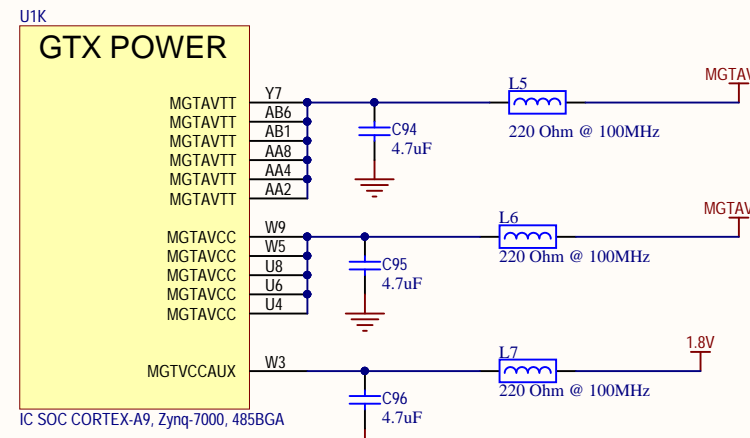 U1K
GTX POWER
MGTAVTT Y7
MGTAVTT AB6
MGTAVTT AB1
MGTAVTT AA8
MGTAVTT AA4
MGTAVTT AA2
MGTAVCC W9
MGTAVCC W5
MGTAVCC U8
MGTAVCC U6
MGTAVCC U4
MGTVCCAUX W3
IC SOC CORTEX-A9, Zynq-7000, 485BGA
C94
4.7uF
L5
220 Ohm @ 100MHz
MGTAV
C95
4.7uF
L6
220 Ohm @ 100MHz
MGTAV
C96
4.7uF
L7
220 Ohm @ 100MHz
1.8V